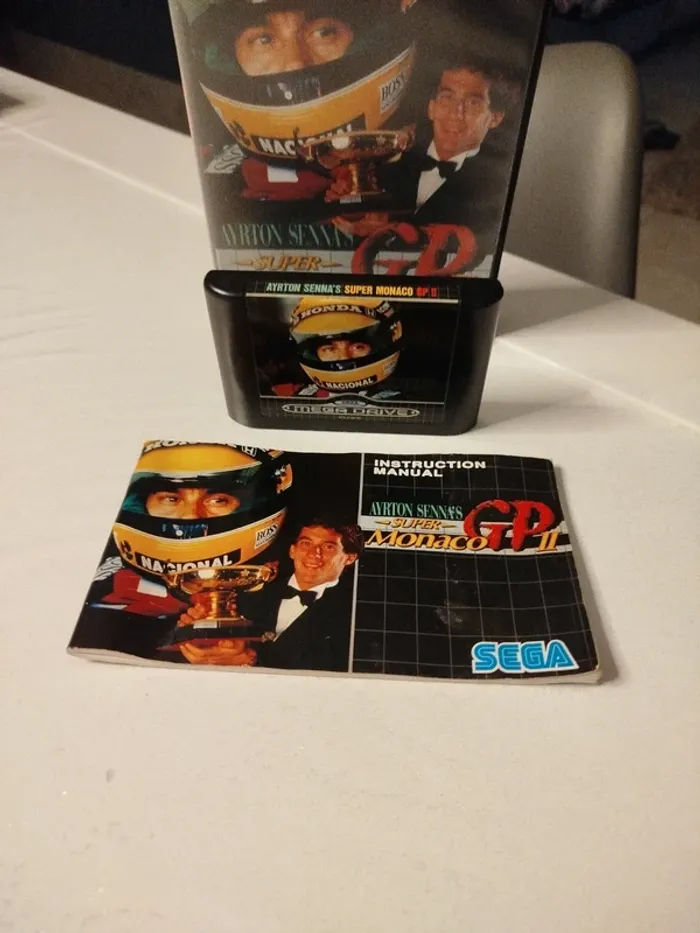 BOSS
NACIONAL
AYRTON SENNA'S
SUPER
GP
AYRTON SENNA'S SUPER MONACO GP II
HONDA
NACIONAL
SEGA
MEGA DRIVE
HONDA
BOSS
NACIONAL
INSTRUCTION
MANUAL
AYRTON SENNA'S
SUPER
Monaco GP II
SEGA